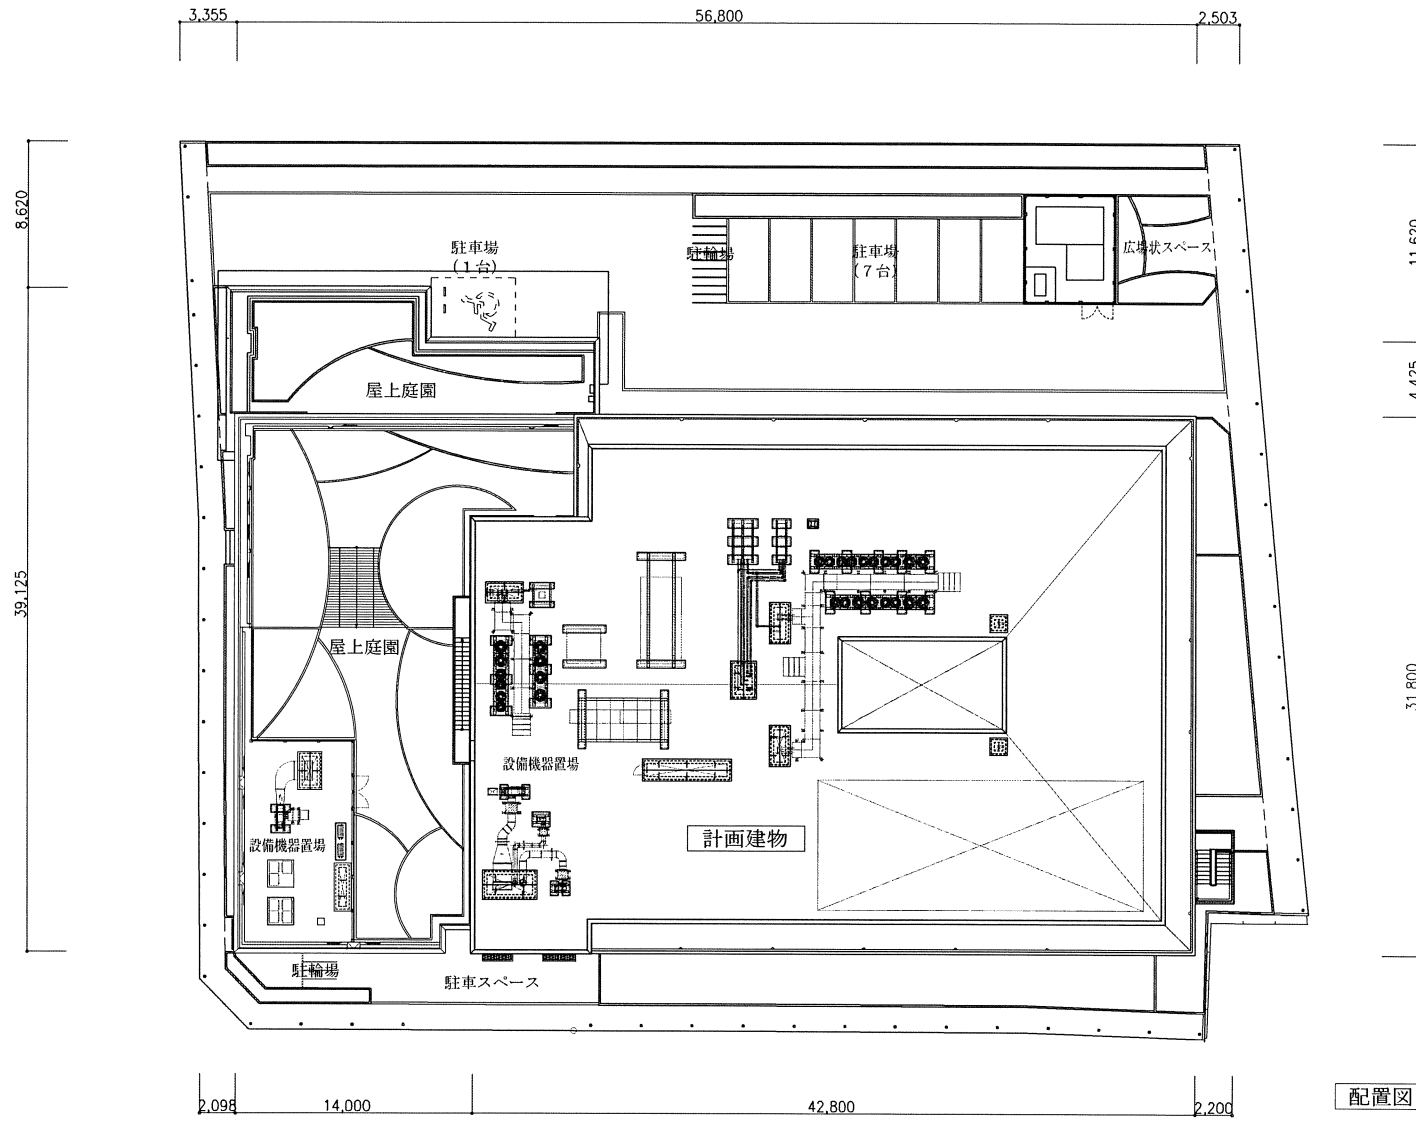 3,355
56,800
2,503
8,620
11,620
駐車場
(1台)
駐輪場
駐車場
(7台)
広場状スペース
4,425
屋上庭園
39,125
屋上庭園
31,800
設備機器置場
計画建物
設備機器置場
駐輪場
駐車スペース
2,098
14,000
42,800
2,200
配置図